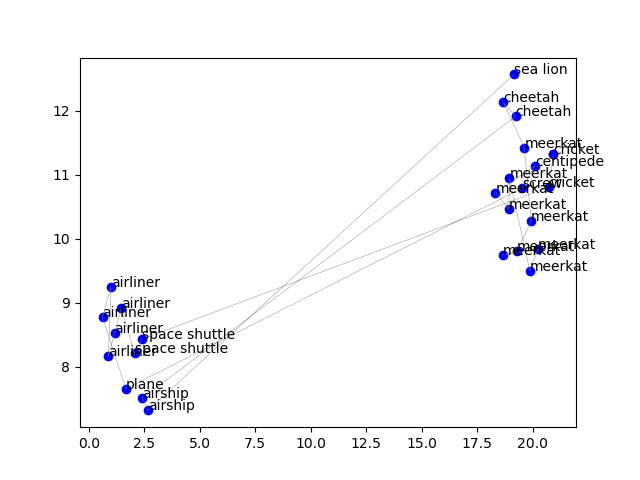 sea lion
cheetah
cheetah
12
meerkat
cricket
centipede
11
meerkat
screw
cricket
meerkat
meerkat
meerkat
10
meerkat
meerkat
meerkat
meerkat
airliner
9
airliner
airliner
airliner
space shuttle
airliner
space shuttle
8
plane
airship
airship
0.0 2.5 5.0 7.5 10.0 12.5 15.0 17.5 20.0